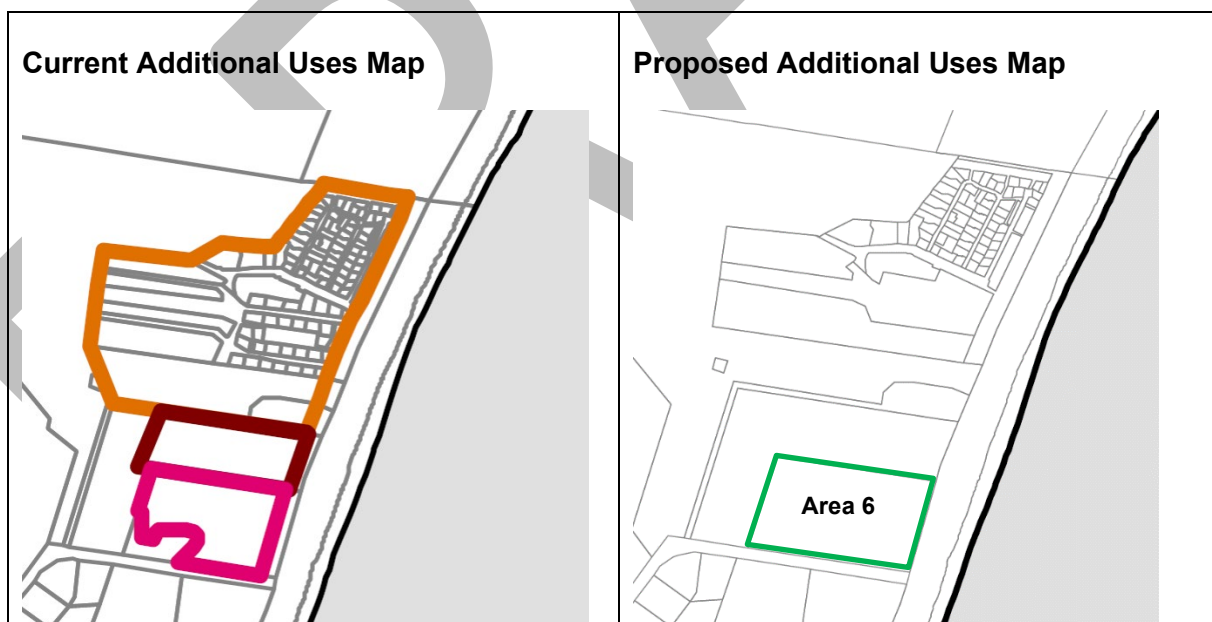 Current Additional Uses Map
Proposed Additional Uses Map
Area 6